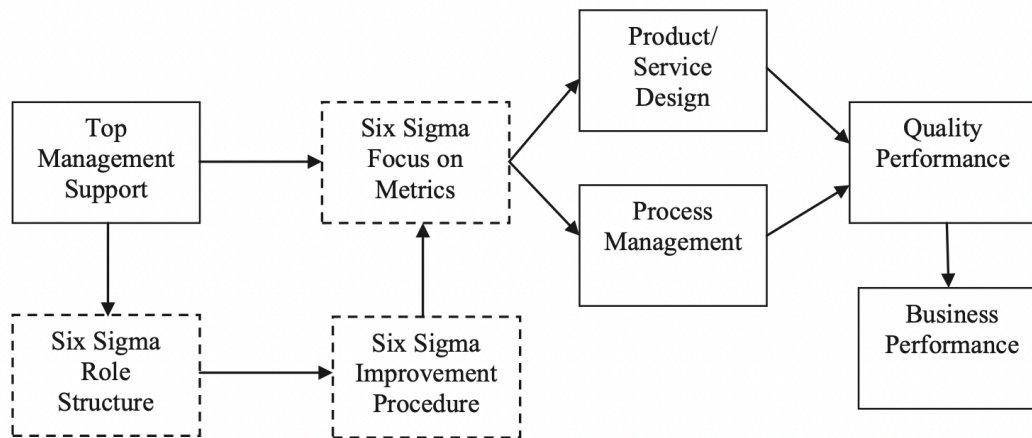 Product/
Service
Design
Top
Management
Support
Six Sigma
Focus on
Metrics
Quality
Performance
Process
Management
Six Sigma
Role
Structure
Six Sigma
Improvement
Procedure
Business
Performance